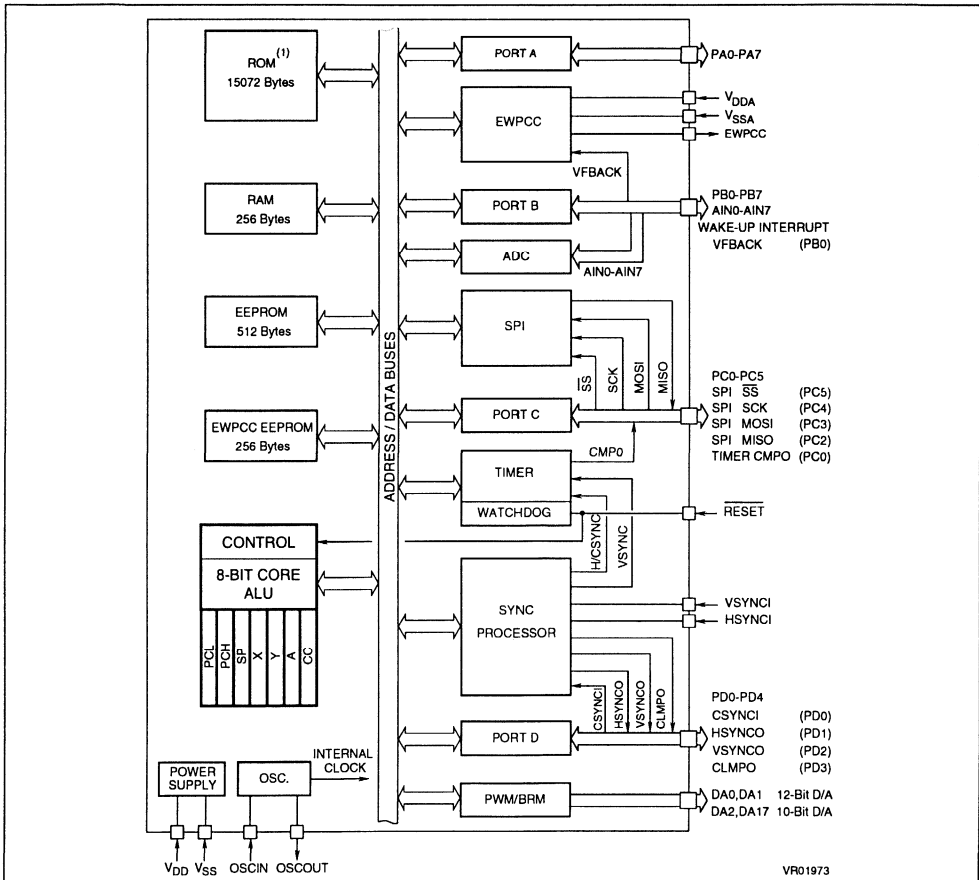 ROM(1)
15072 Bytes
RAM
256 Bytes
EEPROM
512 Bytes
EWPCC EEPROM
256 Bytes
CONTROL
8-BIT CORE
ALU
PCL
PCH
SP
X
Y
A
CC
POWER
SUPPLY
OSC.
INTERNAL
CLOCK
VDD
VSS
OSCIN
OSCOUT
ADDRESS / DATA BUSES
PORT A
PA0-PA7
EWPCC
VDDA
VSSA
EWPCC
VFBACK
PORT B
PB0-PB7
AIN0-AIN7
WAKE-UP INTERRUPT
VFBACK (PB0)
ADC
AIN0-AIN7
SPI
SS
SCK
MOSI
MISO
PORT C
PC0-PC5
SPI SS (PC5)
SPI SCK (PC4)
SPI MOSI (PC3)
SPI MISO (PC2)
TIMER CMPO (PC0)
CMP0
TIMER
WATCHDOG
RESET
H/CSYNC
VSYNC
SYNC
PROCESSOR
VSYNCI
HSYNCI
CSYNCI
HSYNCO
VSYNCO
CLMPO
PORT D
PD0-PD4
CSYNCI (PD0)
HSYNCO (PD1)
VSYNCO (PD2)
CLMPO (PD3)
PWM/BRM
DA0,DA1 12-Bit D/A
DA2,DA17 10-Bit D/A
VR01973